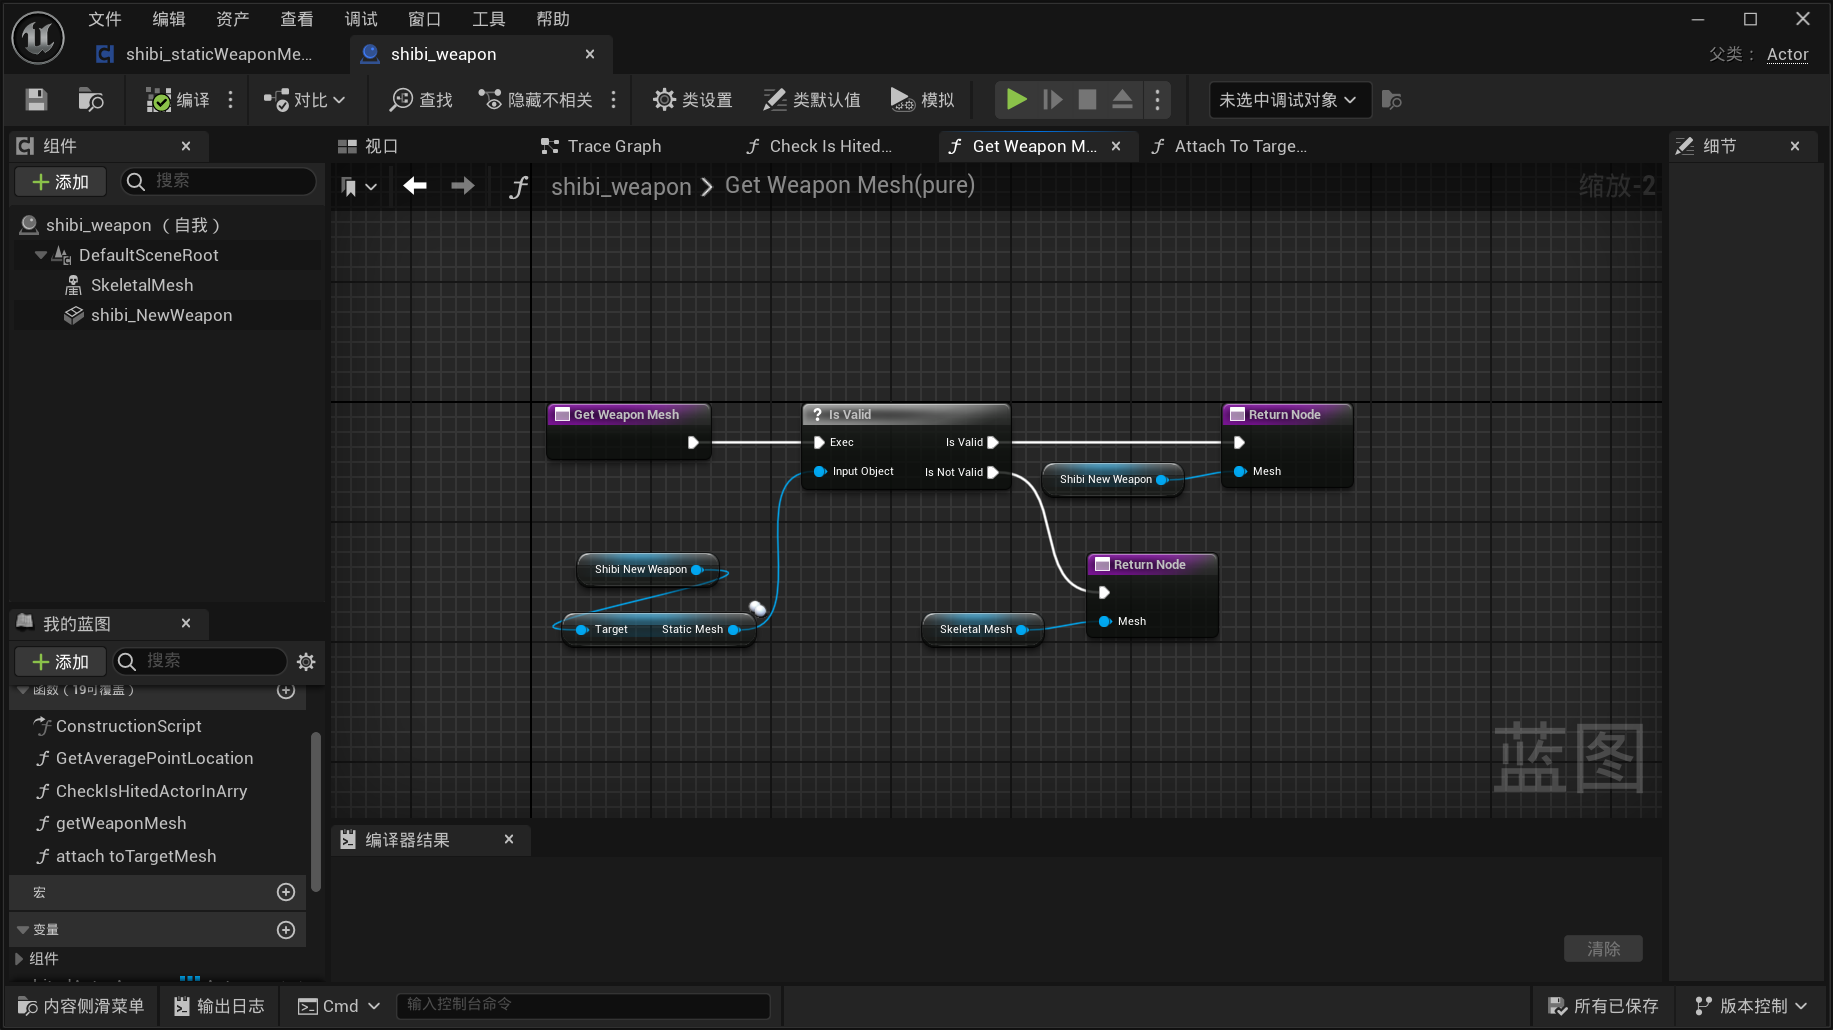 文件 编辑 资产 查看 调试 窗口 工具 帮助
shibi_staticWeaponMe... shibi_weapon 父类： Actor
编译 对比 查找 隐藏不相关 类设置 类默认值 模拟 未选中调试对象
组件 视口 Trace Graph Check Is Hited... Get Weapon M... Attach To Targe... 细节
添加 搜索
shibi_weapon Get Weapon Mesh(pure) 缩放-2
shibi_weapon （自我）
DefaultSceneRoot
SkeletalMesh
shibi_NewWeapon
Get Weapon Mesh
Is Valid
Exec Is Valid
Input Object Is Not Valid
Return Node
Mesh
Shibi New Weapon
Shibi New Weapon
Target Static Mesh
Return Node
Mesh
Skeletal Mesh
蓝图
我的蓝图
添加 搜索
函数（19可覆盖）
ConstructionScript
GetAveragePointLocation
CheckIsHitedActorInArry
getWeaponMesh
attach toTargetMesh
宏
变量
组件
编译器结果
清除
内容侧滑菜单 输出日志 Cmd 输入控制台命令 所有已保存 版本控制